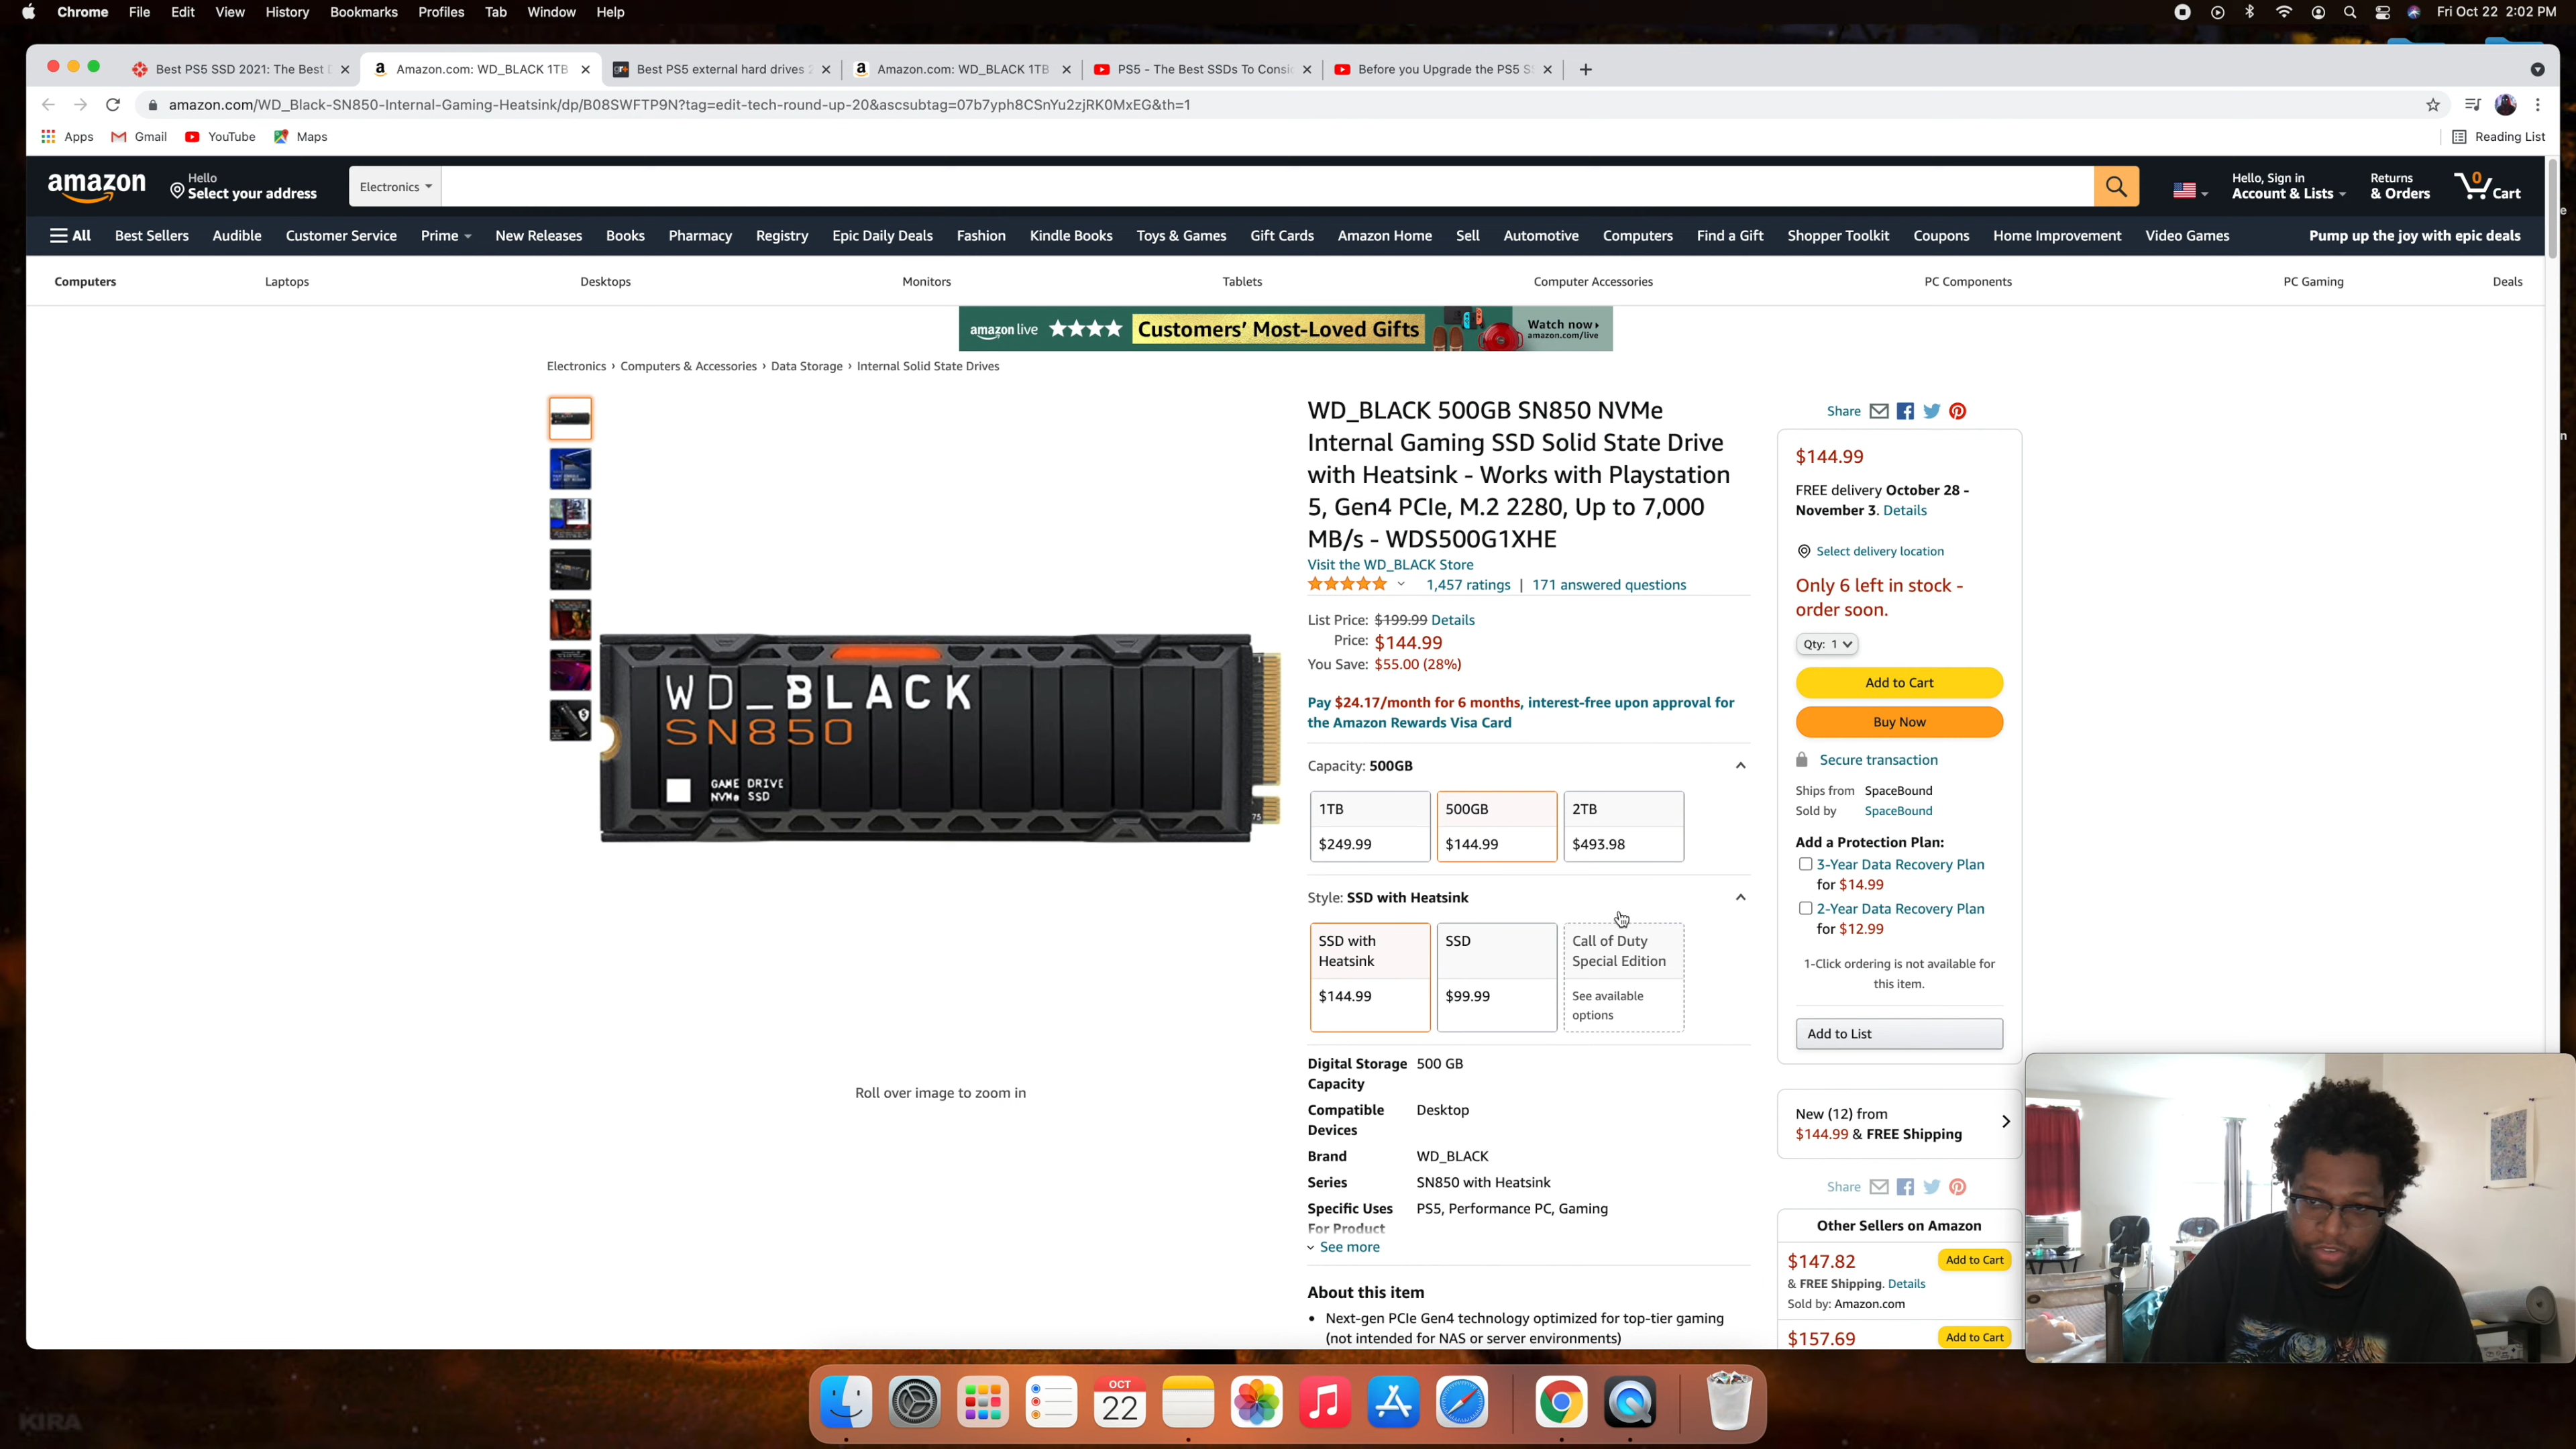 Chrome File Edit View History Bookmarks Profiles Tab Window Help
Fri Oct 22 2:02 PM
Best PS5 SSD 2021: The Best
Amazon.com: WD_BLACK 1TB
Best PS5 external hard drives
Amazon.com: WD_BLACK 1TB
PS5 - The Best SSDs To Consi
Before you Upgrade the PS5 S
amazon.com/WD_Black-SN850-Internal-Gaming-Heatsink/dp/B08SWFTP9N?tag=edit-tech-round-up-20&ascsubtag=07b7yph8CSnYu2zjRK0MxEG&th=1
Apps Gmail YouTube Maps
Reading List
amazon
Hello
Select your address
Electronics
Hello, Sign in
Account & Lists
Returns
& Orders
0
Cart
All Best Sellers Audible Customer Service Prime New Releases Books Pharmacy Registry Epic Daily Deals Fashion Kindle Books Toys & Games Gift Cards Amazon Home Sell Automotive Computers Find a Gift Shopper Toolkit Coupons Home Improvement Video Games
Pump up the joy with epic deals
Computers Laptops Desktops Monitors Tablets Computer Accessories PC Components PC Gaming Deals
amazon live Customers' Most-Loved Gifts
Watch now
amazon.com/live
Electronics › Computers & Accessories › Data Storage › Internal Solid State Drives
WD_BLACK
SN850
GAME DRIVE
NVMe SSD
75
Roll over image to zoom in
WD_BLACK 500GB SN850 NVMe
Internal Gaming SSD Solid State Drive
with Heatsink - Works with Playstation
5, Gen4 PCIe, M.2 2280, Up to 7,000
MB/s - WDS500G1XHE
Visit the WD_BLACK Store
1,457 ratings | 171 answered questions
List Price: $199.99 Details
Price: $144.99
You Save: $55.00 (28%)
Pay $24.17/month for 6 months, interest-free upon approval for
the Amazon Rewards Visa Card
Capacity: 500GB
1TB 500GB 2TB
$249.99 $144.99 $493.98
Style: SSD with Heatsink
SSD with
Heatsink
$144.99
SSD
$99.99
Call of Duty
Special Edition
See available
options
Digital Storage
Capacity
500 GB
Compatible
Devices
Desktop
Brand WD_BLACK
Series SN850 with Heatsink
Specific Uses
For Product
PS5, Performance PC, Gaming
See more
About this item
• Next-gen PCIe Gen4 technology optimized for top-tier gaming
(not intended for NAS or server environments)
Share
$144.99
FREE delivery October 28 -
November 3. Details
Select delivery location
Only 6 left in stock -
order soon.
Qty: 1
Add to Cart
Buy Now
Secure transaction
Ships from SpaceBound
Sold by SpaceBound
Add a Protection Plan:
3-Year Data Recovery Plan
for $14.99
2-Year Data Recovery Plan
for $12.99
1-Click ordering is not available for
this item.
Add to List
New (12) from
$144.99 & FREE Shipping
Share
Other Sellers on Amazon
$147.82 Add to Cart
& FREE Shipping. Details
Sold by: Amazon.com
$157.69 Add to Cart
OCT
22
KIRA